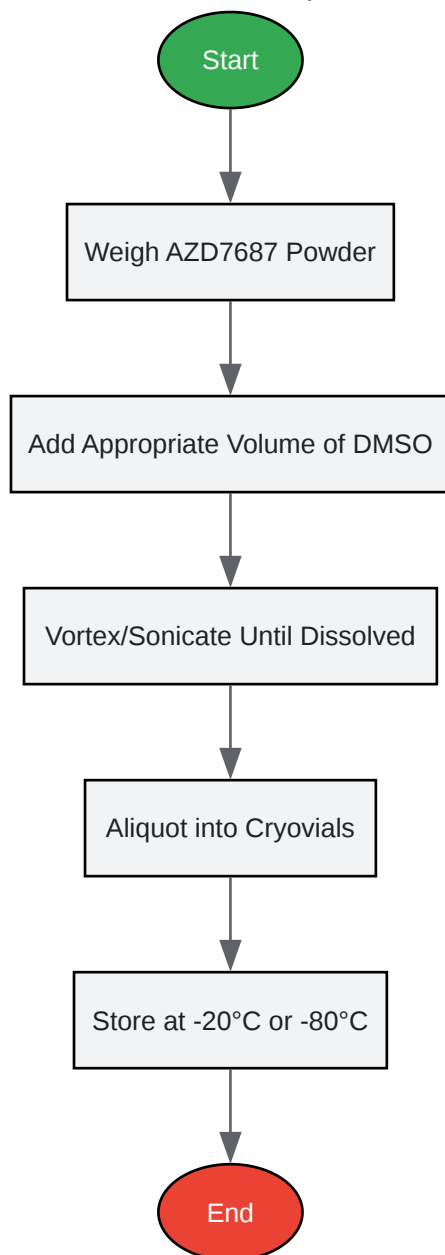 Start
Weigh AZD7687 Powder
Add Appropriate Volume of DMSO
Vortex/Sonicate Until Dissolved
Aliquot into Cryovials
Store at -20°C or -80°C
End